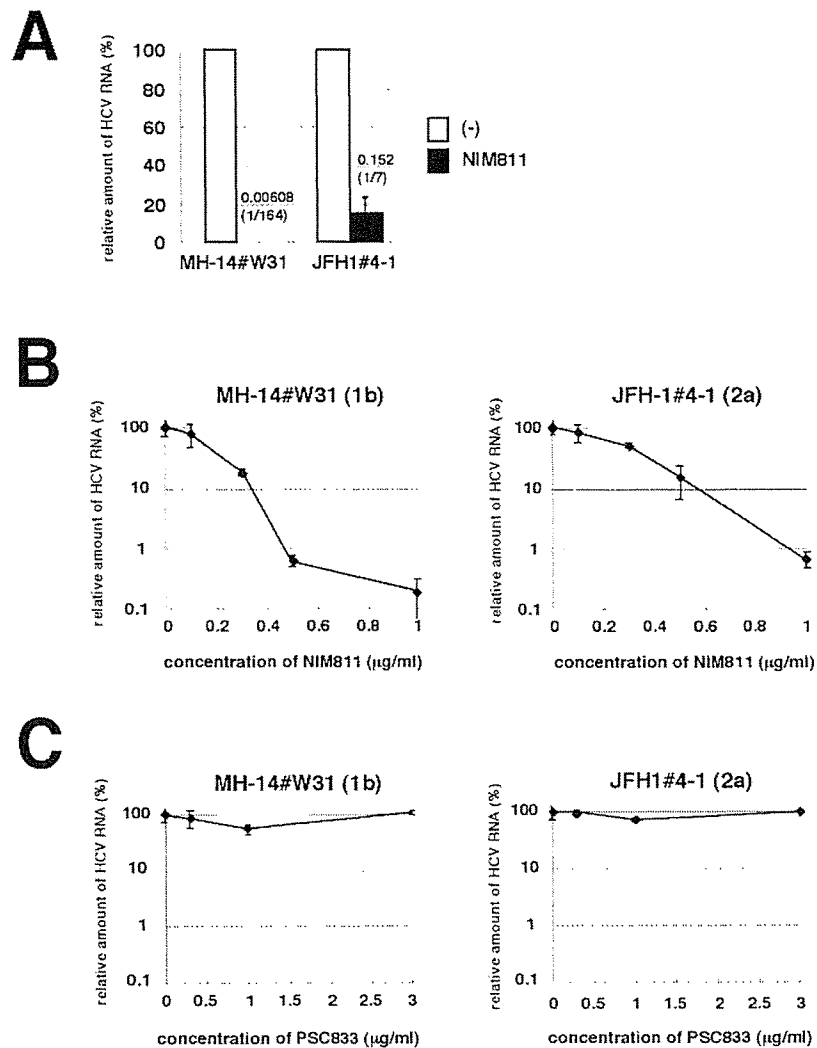 A
relative amount of HCV RNA (%)
100
80
60
40
20
0
0.00608
(1/164)
0.152
(1/7)
MH-14#W31
JFH1#4-1
(-)
NIM811
B
MH-14#W31 (1b)
relative amount of HCV RNA (%)
100
10
1
0.1
0 0.2 0.4 0.6 0.8 1
concentration of NIM811 (μg/ml)
JFH-1#4-1 (2a)
relative amount of HCV RNA (%)
100
10
1
0.1
0 0.2 0.4 0.6 0.8 1
concentration of NIM811 (μg/ml)
C
MH-14#W31 (1b)
relative amount of HCV RNA (%)
100
10
1
0.1
0 0.5 1 1.5 2 2.5 3
concentration of PSC833 (μg/ml)
JFH1#4-1 (2a)
relative amount of HCV RNA (%)
100
10
1
0.1
0 0.5 1 1.5 2 2.5 3
concentration of PSC833 (μg/ml)